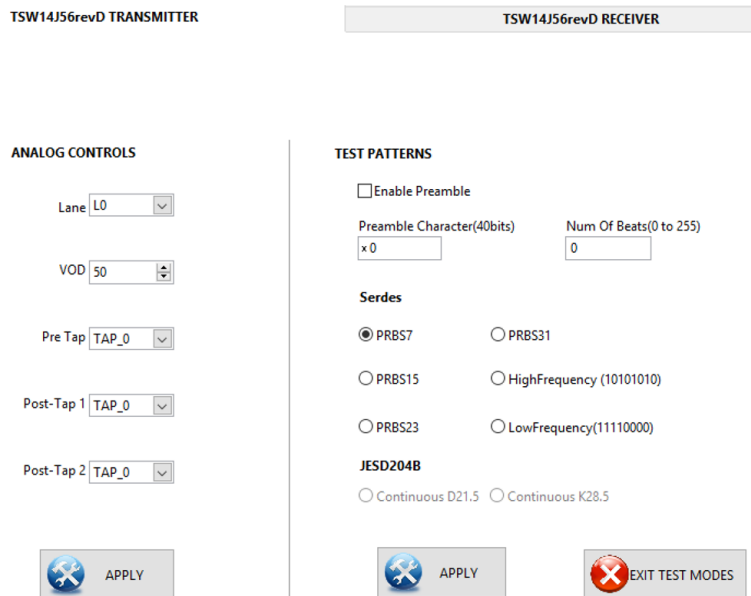 TSW14J56revD TRANSMITTER
TSW14J56revD RECEIVER
ANALOG CONTROLS
Lane L0
VOD 50
Pre Tap TAP_0
Post-Tap 1 TAP_0
Post-Tap 2 TAP_0
APPLY
TEST PATTERNS
Enable Preamble
Preamble Character(40bits) Num Of Beats(0 to 255)
x 0 0
Serdes
PRBS7 PRBS31
PRBS15 HighFrequency (10101010)
PRBS23 LowFrequency(11110000)
JESD204B
Continuous D21.5 Continuous K28.5
APPLY EXIT TEST MODES